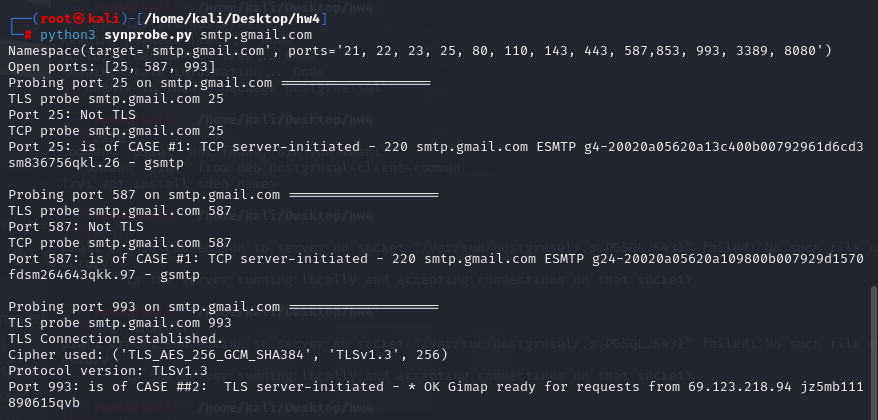 ┌──(root㉿kali)-[/home/kali/Desktop/hw4]
└─# python3 synprobe.py smtp.gmail.com
Namespace(target='smtp.gmail.com', ports='21, 22, 23, 25, 80, 110, 143, 443, 587,853, 993, 3389, 8080')
Open ports: [25, 587, 993]
Probing port 25 on smtp.gmail.com ==================
TLS probe smtp.gmail.com 25
Port 25: Not TLS
TCP probe smtp.gmail.com 25
Port 25: is of CASE #1: TCP server-initiated - 220 smtp.gmail.com ESMTP g4-20020a05620a13c400b00792961d6cd3
sm836756qkl.26 - gsmtp
Probing port 587 on smtp.gmail.com ==================
TLS probe smtp.gmail.com 587
Port 587: Not TLS
TCP probe smtp.gmail.com 587
Port 587: is of CASE #1: TCP server-initiated - 220 smtp.gmail.com ESMTP g24-20020a05620a109800b007929d1570
fdsm264643qkk.97 - gsmtp
Probing port 993 on smtp.gmail.com ==================
TLS probe smtp.gmail.com 993
TLS Connection established.
Cipher used: ('TLS_AES_256_GCM_SHA384', 'TLSv1.3', 256)
Protocol version: TLSv1.3
Port 993: is of CASE ##2:  TLS server-initiated - * OK Gimap ready for requests from 69.123.218.94 jz5mb111
890615qvb